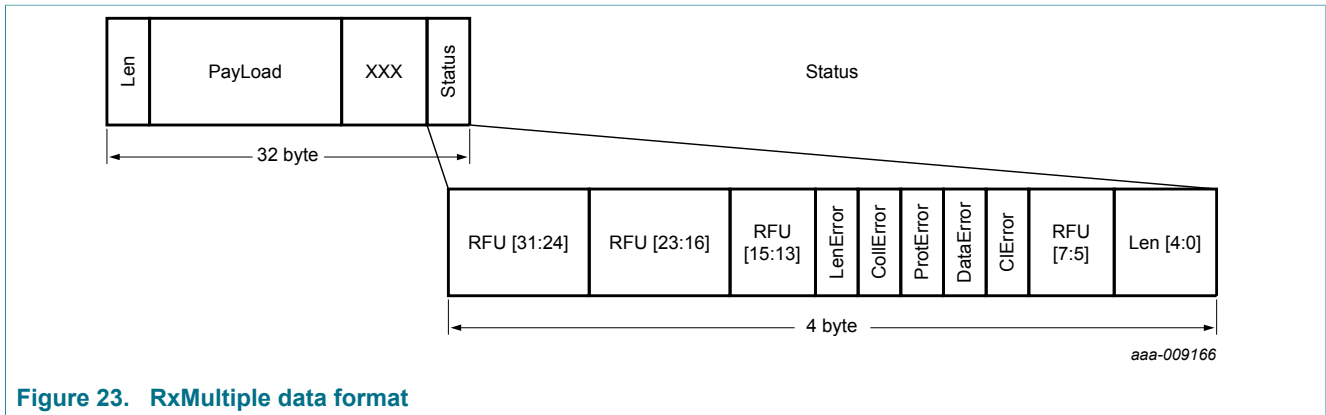 Len
PayLoad
XXX
Status
Status
32 byte
RFU [31:24]
RFU [23:16]
RFU
[15:13]
LenError
CollError
ProtError
DataError
ClError
RFU
[7:5]
Len [4:0]
4 byte
aaa-009166
Figure 23. RxMultiple data format